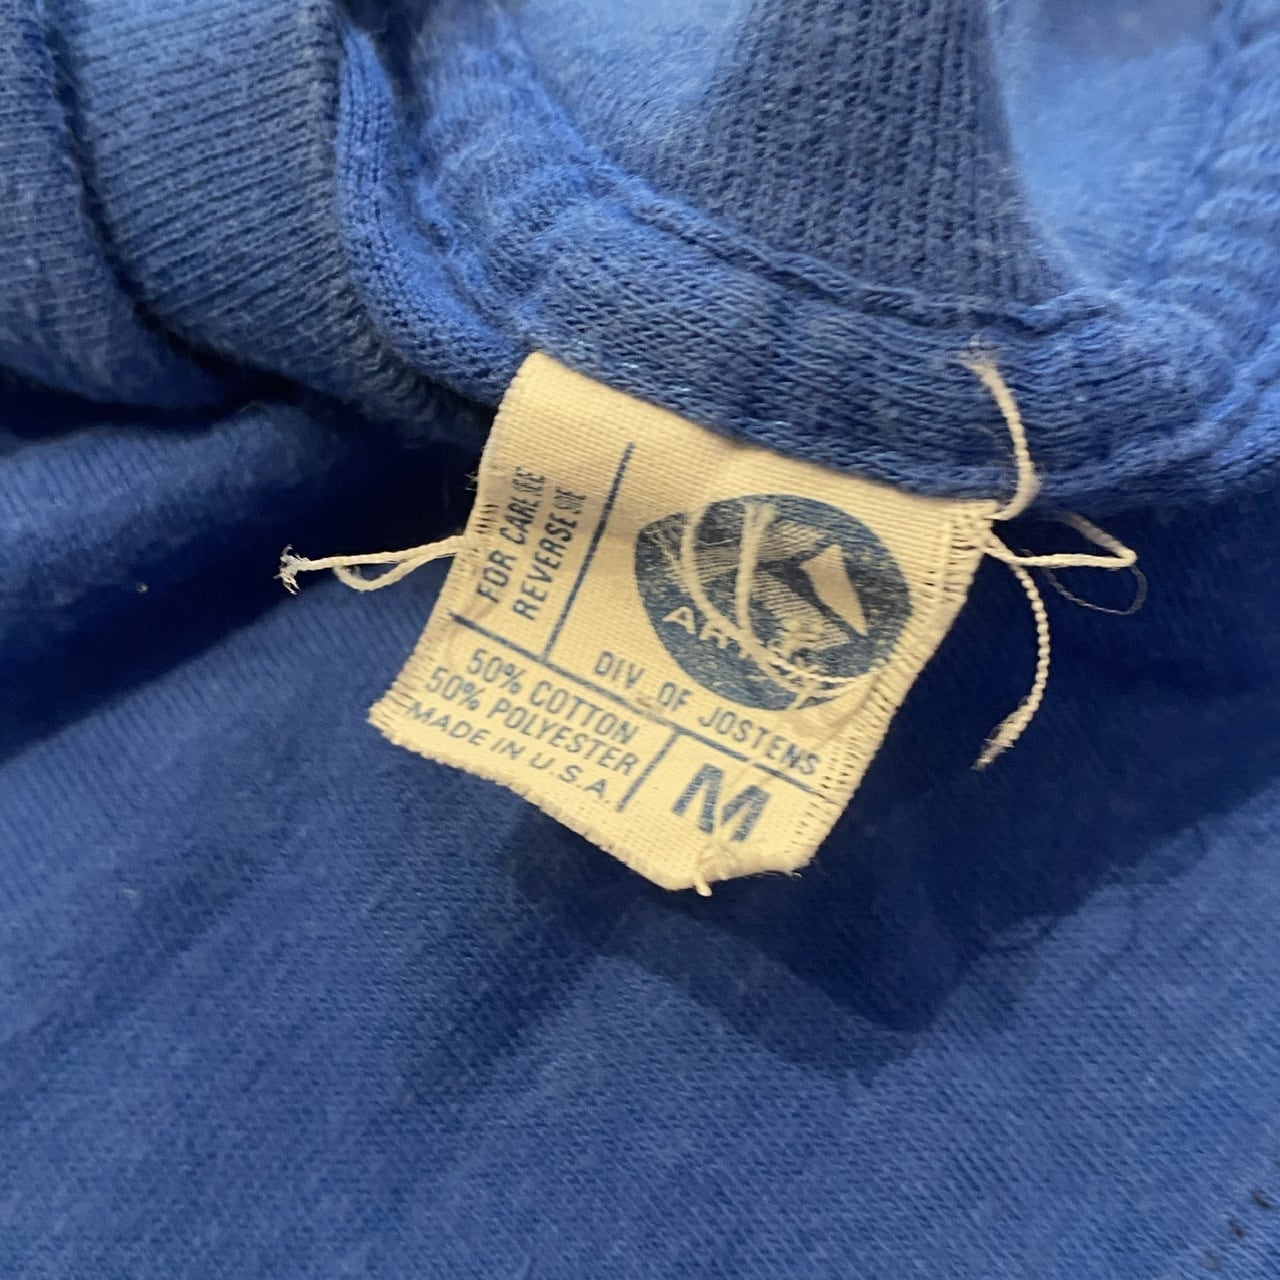 FOR CARE SEE
REVERSE SIDE
DIV. OF JOSTENS
50% COTTON
50% POLYESTER
MADE IN U.S.A.
M